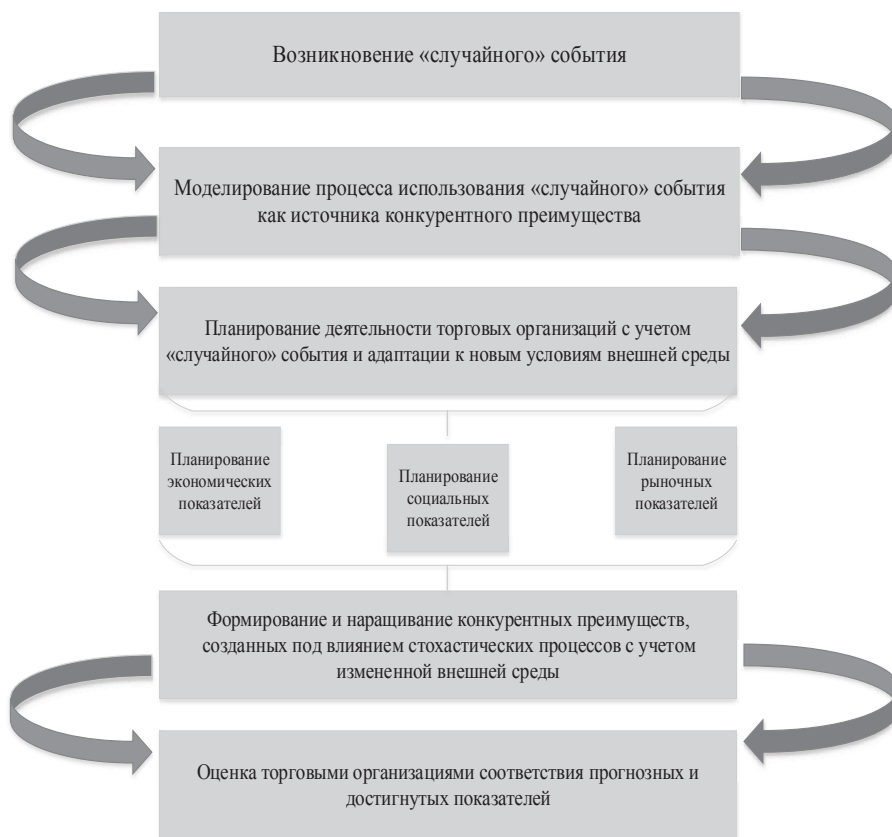 Возникновение «случайного» события
Моделирование процесса использования «случайного» события
как источника конкурентного преимущества
Планирование деятельности торговых организаций с учетом
«случайного» события и адаптации к новым условиям внешней среды
Планирование
экономических
показателей
Планирование
социальных
показателей
Планирование
рыночных
показателей
Формирование и наращивание конкурентных преимуществ,
созданных под влиянием стохастических процессов с учетом
измененной внешней среды
Оценка торговыми организациями соответствия прогнозных и
достигнутых показателей